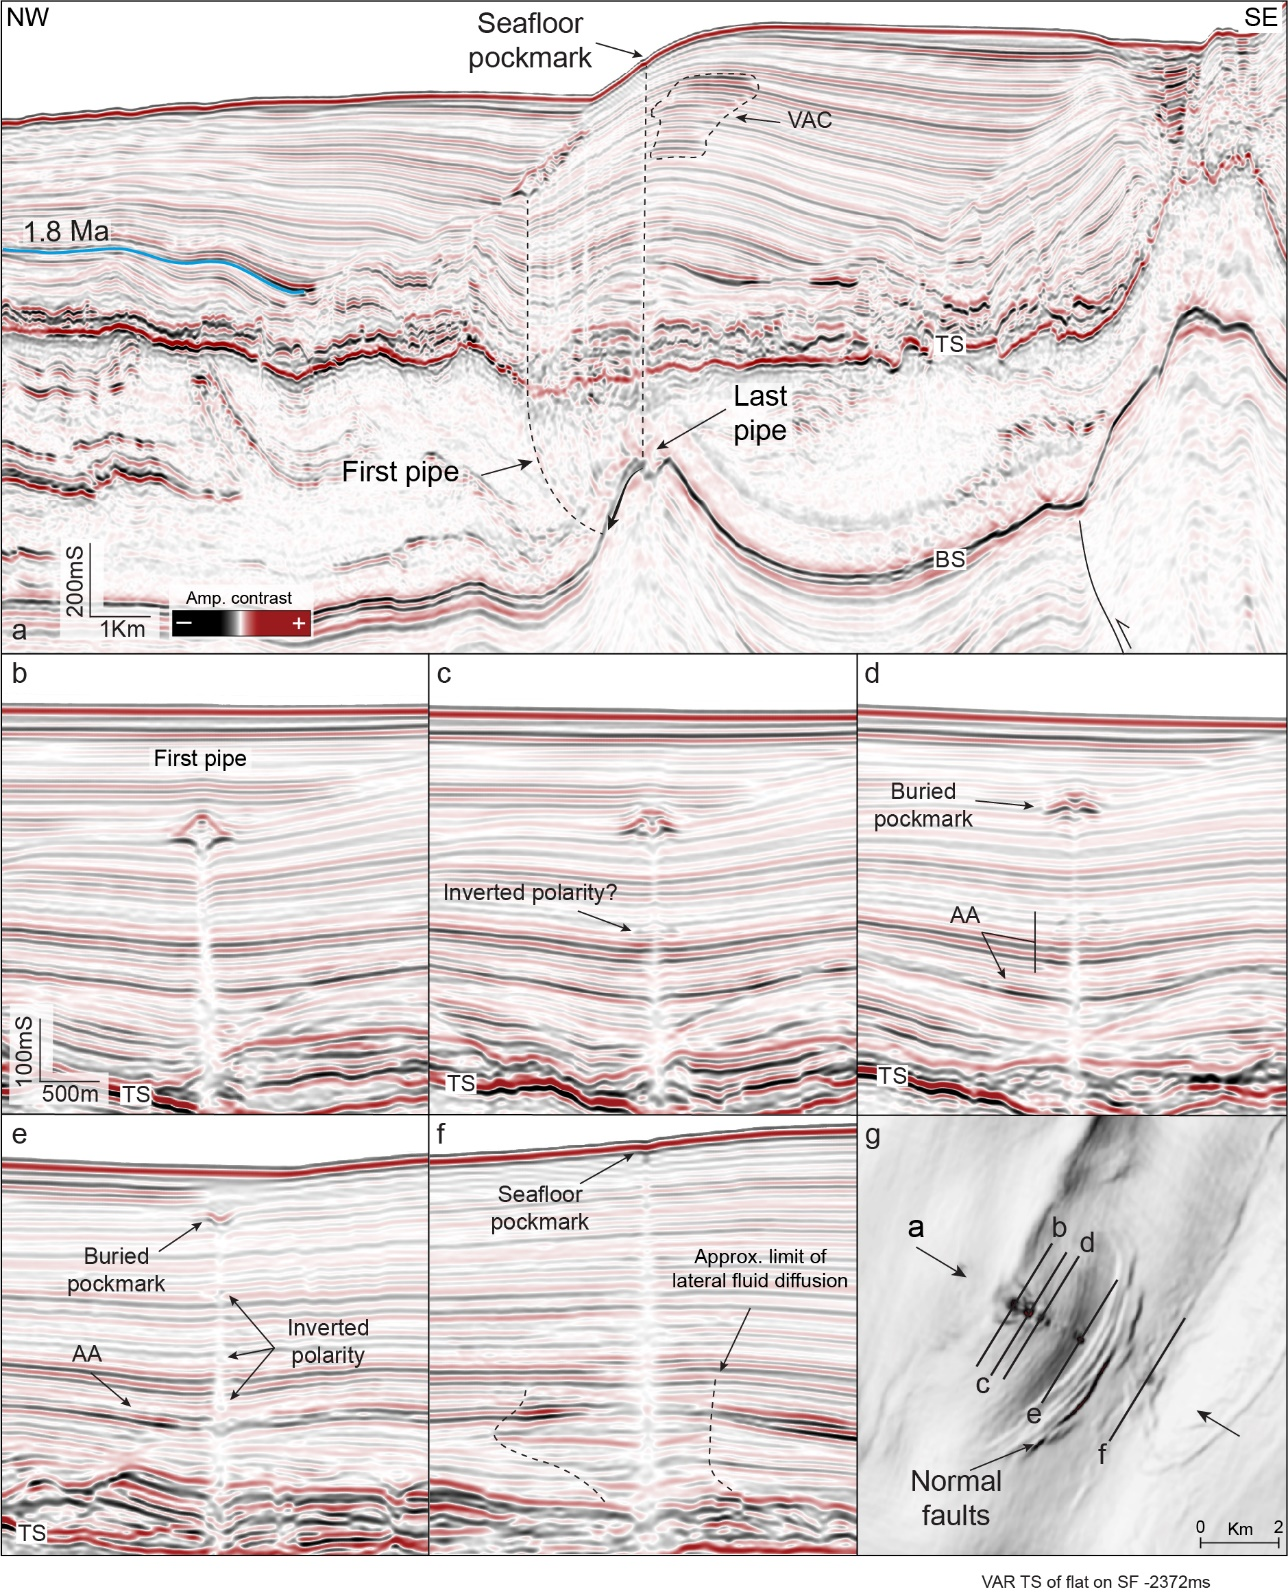 NW
SE
Seafloor
pockmark
VAC
1.8 Ma
TS
Last
pipe
First pipe
BS
200mS
1Km
Amp. contrast
− +
a
b
First pipe
100mS
500m
TS
c
Inverted polarity?
TS
d
Buried
pockmark
AA
TS
e
Buried
pockmark
Inverted
polarity
AA
TS
f
Seafloor
pockmark
Approx. limit of
lateral fluid diffusion
g
a
b
d
c
e
f
Normal
faults
0 Km 2
VAR TS of flat on SF -2372ms